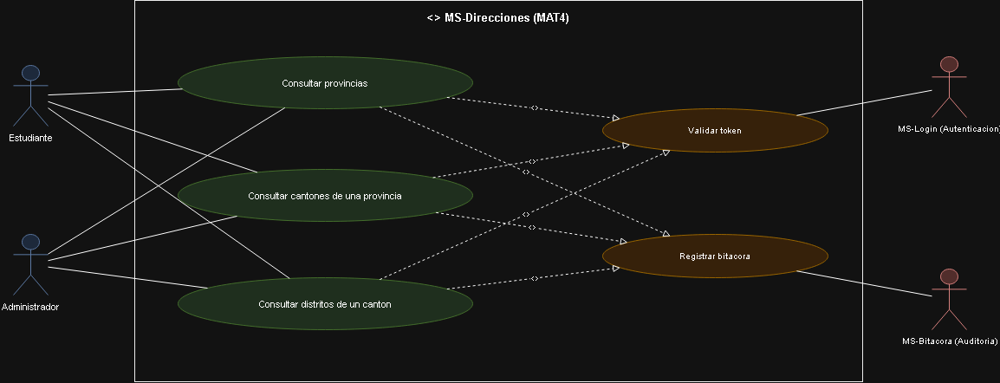 <> MS-Direcciones (MAT4)
Consultar provincias
<>
Validar token
MS-Login (Autenticacion)
Estudiante
<>
<>
Consultar cantones de una provincia
<>
<>
Registrar bitacora
<>
Consultar distritos de un canton
Administrador
MS-Bitacora (Auditoria)